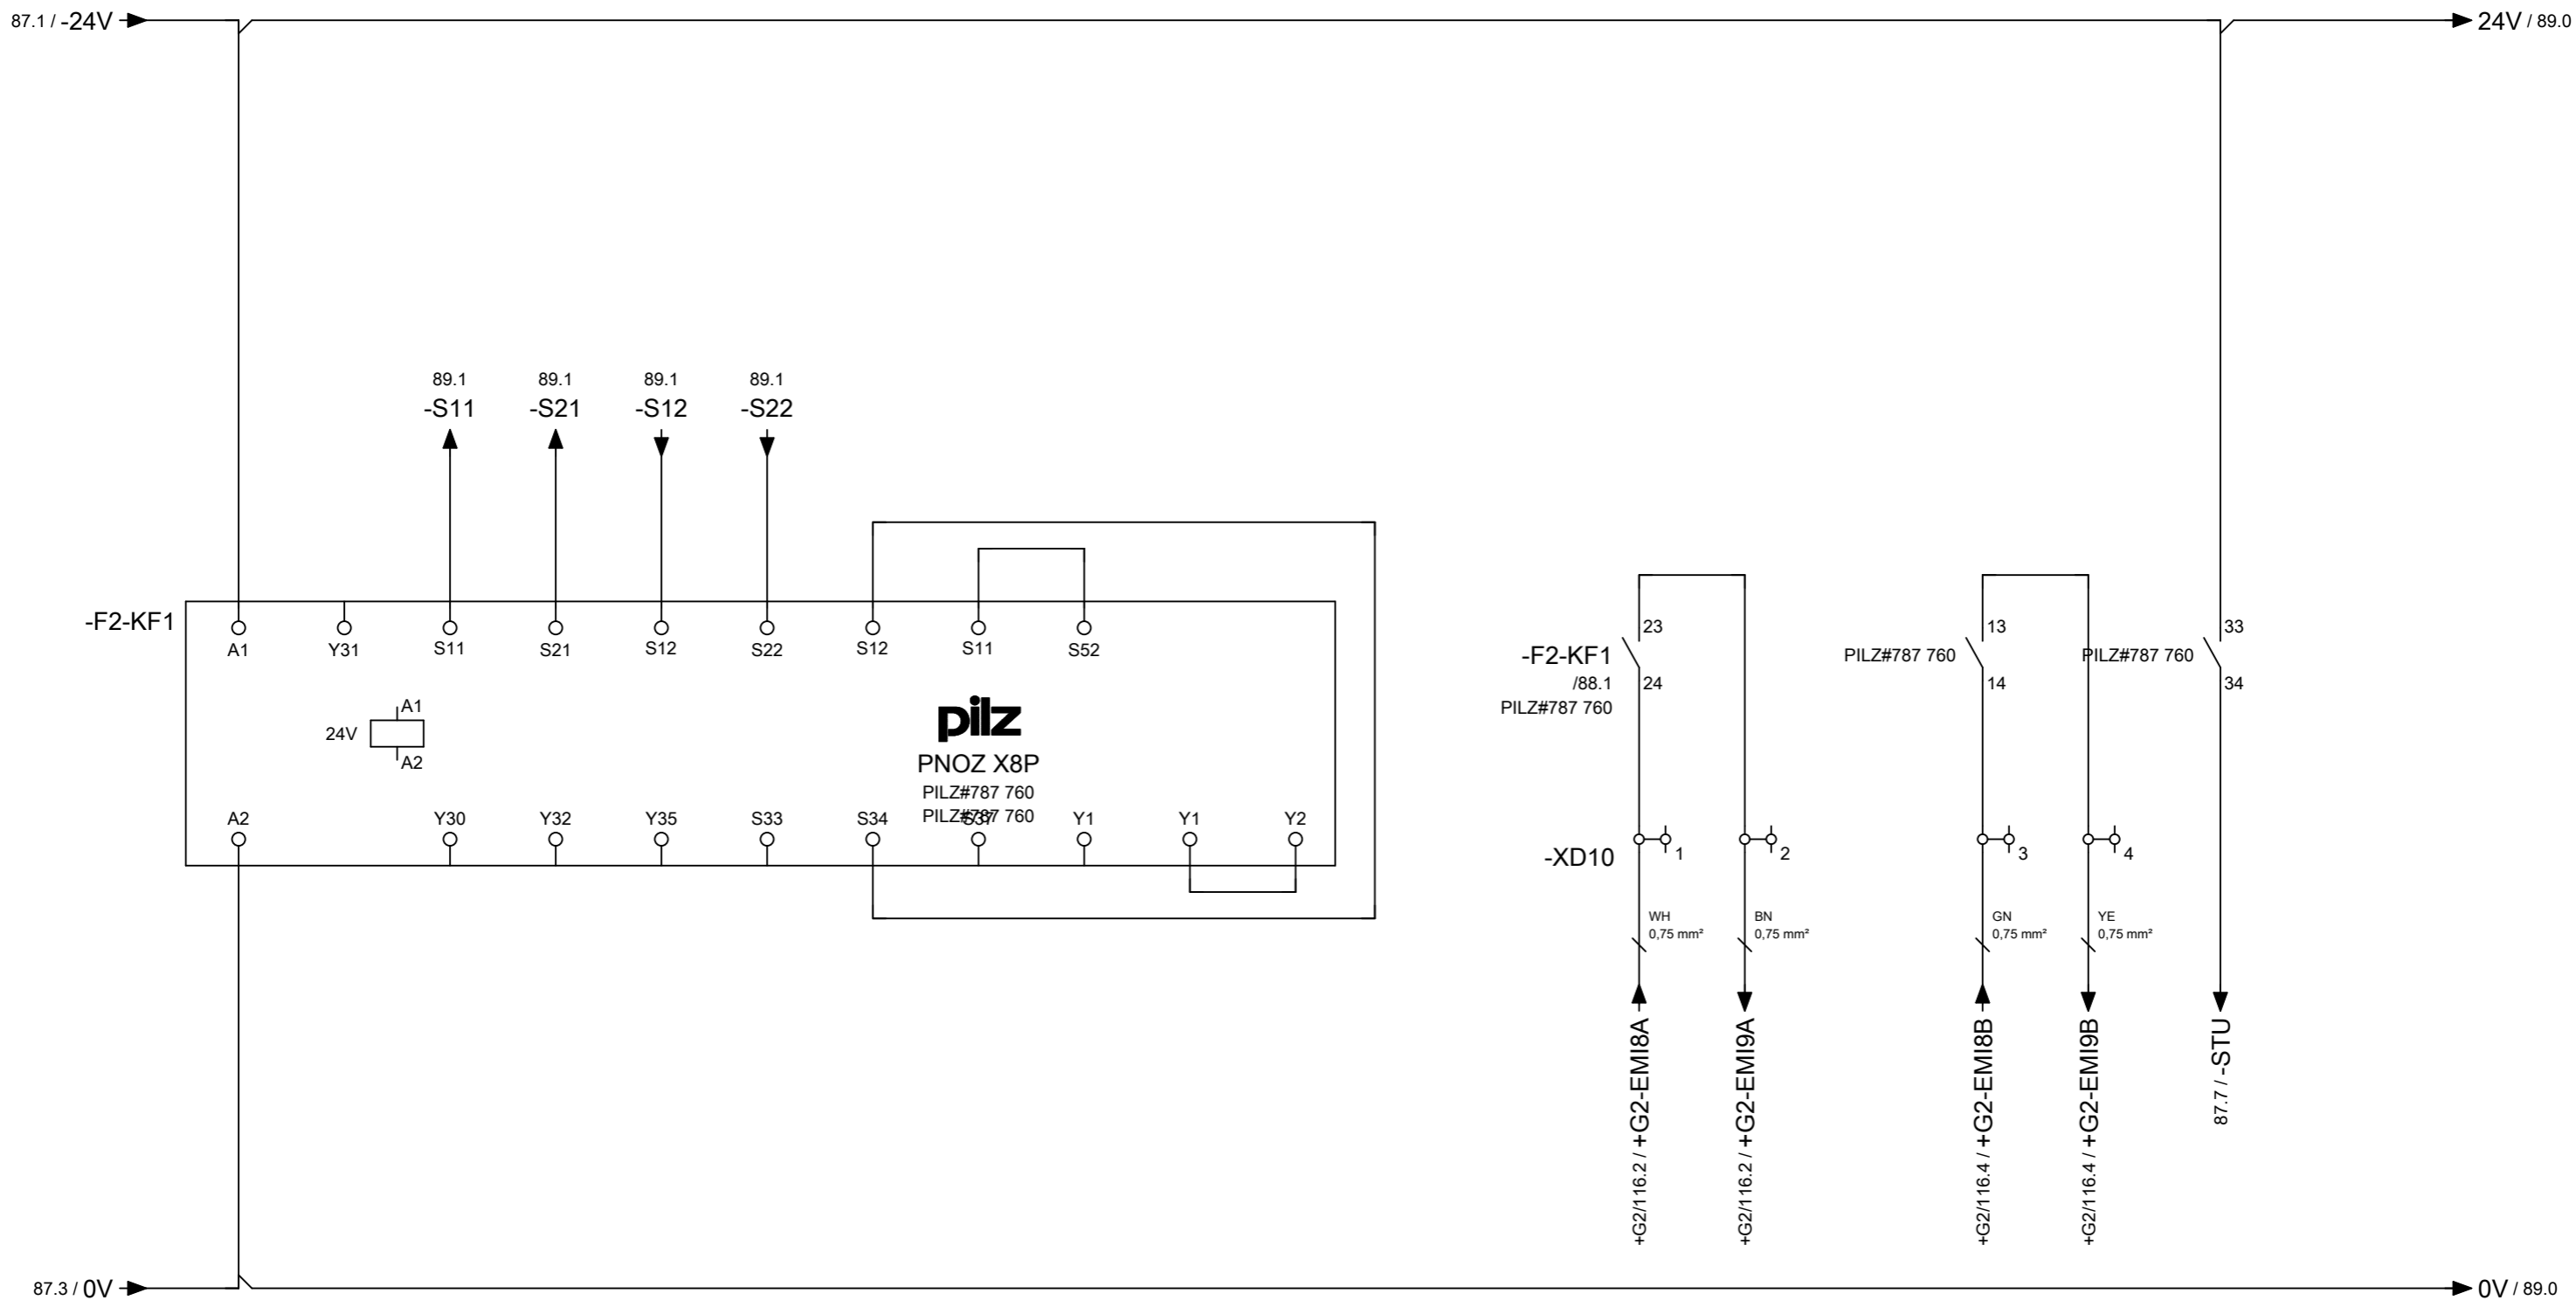 87.1 / -24V
24V / 89.0
89.1
89.1
89.1
89.1
-S11
-S21
-S12
-S22
-F2-KF1
A1
Y31
S11
S21
S12
S22
S12
S11
S52
24V
A1
A2
pilz
PNOZ X8P
PILZ#787 760
PILZ#787 760
A2
Y30
Y32
Y35
S33
S34
S37
Y1
Y1
Y2
-F2-KF1
/88.1
PILZ#787 760
23
24
PILZ#787 760
13
14
PILZ#787 760
33
34
-XD10
1
2
3
4
WH
0,75 mm²
BN
0,75 mm²
GN
0,75 mm²
YE
0,75 mm²
+G2/116.2 / +G2-EMI8A
+G2/116.2 / +G2-EMI9A
+G2/116.4 / +G2-EMI8B
+G2/116.4 / +G2-EMI9B
87.7 / -STU
87.3 / 0V
0V / 89.0